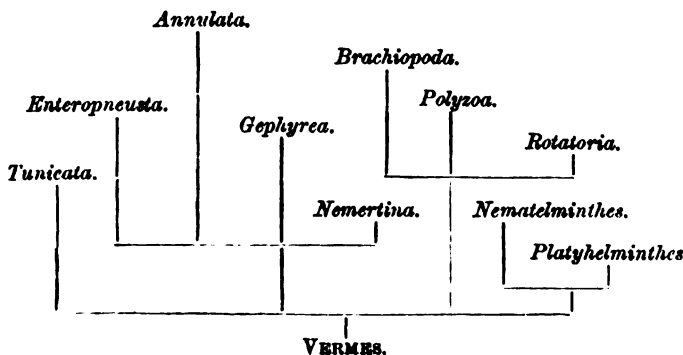 Annulata.
Brachiopoda.
Enteropneusta.
Polyzoa.
Gephyrea.
Rotatoria.
Tunicata.
Nemertina.
Nematelminthes.
Platyhelminthes
VERMES.